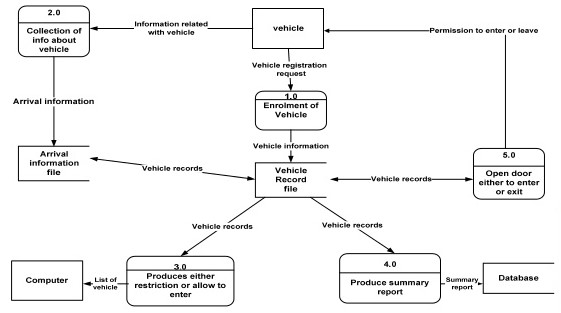 2.0
Collection of
info about
vehicle
Information related
with vehicle
vehicle
Permission to enter or leave
Vehicle registration
request
1.0
Enrolment of
Vehicle
Arrival information
Vehicle information
Arrival
information
file
Vehicle records
Vehicle
Record
file
Vehicle records
5.0
Open door
either to enter
or exit
Vehicle records
Vehicle records
Computer
List of
vehicle
3.0
Produces either
restriction or allow to
enter
4.0
Produce summary
report
Summary
report
Database